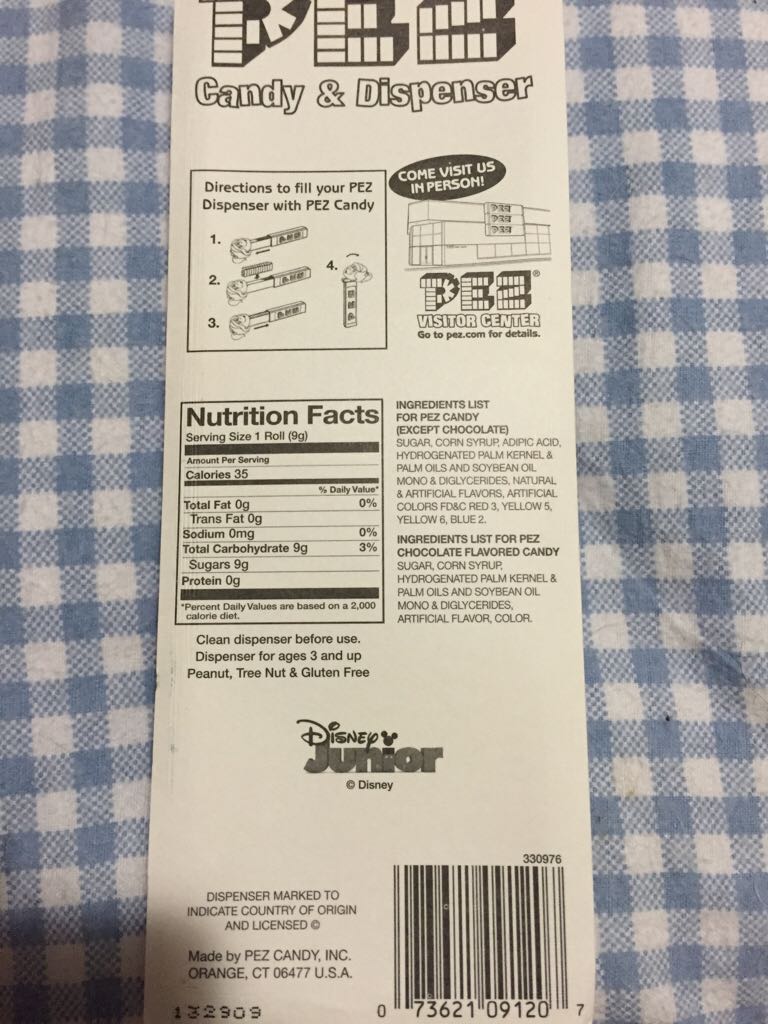 PEZ
Candy & Dispenser
Directions to fill your PEZ
Dispenser with PEZ Candy
1.
2.
3.
4.
COME VISIT US
IN PERSON!
PEZ
PEZ
PEZ
PEZ®
VISITOR CENTER
Go to pez.com for details.
Nutrition Facts
Serving Size 1 Roll (9g)
Amount Per Serving
Calories 35
% Daily Value*
Total Fat 0g 0%
Trans Fat 0g
Sodium 0mg 0%
Total Carbohydrate 9g 3%
Sugars 9g
Protein 0g
*Percent Daily Values are based on a 2,000
calorie diet.
Clean dispenser before use.
Dispenser for ages 3 and up
Peanut, Tree Nut & Gluten Free
INGREDIENTS LIST
FOR PEZ CANDY
(EXCEPT CHOCOLATE)
SUGAR, CORN SYRUP, ADIPIC ACID,
HYDROGENATED PALM KERNEL &
PALM OILS AND SOYBEAN OIL
MONO & DIGLYCERIDES, NATURAL
& ARTIFICIAL FLAVORS, ARTIFICIAL
COLORS FD&C RED 3, YELLOW 5,
YELLOW 6, BLUE 2.
INGREDIENTS LIST FOR PEZ
CHOCOLATE FLAVORED CANDY
SUGAR, CORN SYRUP,
HYDROGENATED PALM KERNEL &
PALM OILS AND SOYBEAN OIL
MONO & DIGLYCERIDES,
ARTIFICIAL FLAVOR, COLOR.
Disney
Junior
© Disney
DISPENSER MARKED TO
INDICATE COUNTRY OF ORIGIN
AND LICENSED ©
Made by PEZ CANDY, INC.
ORANGE, CT 06477 U.S.A.
132909
330976
0 73621 09120 7